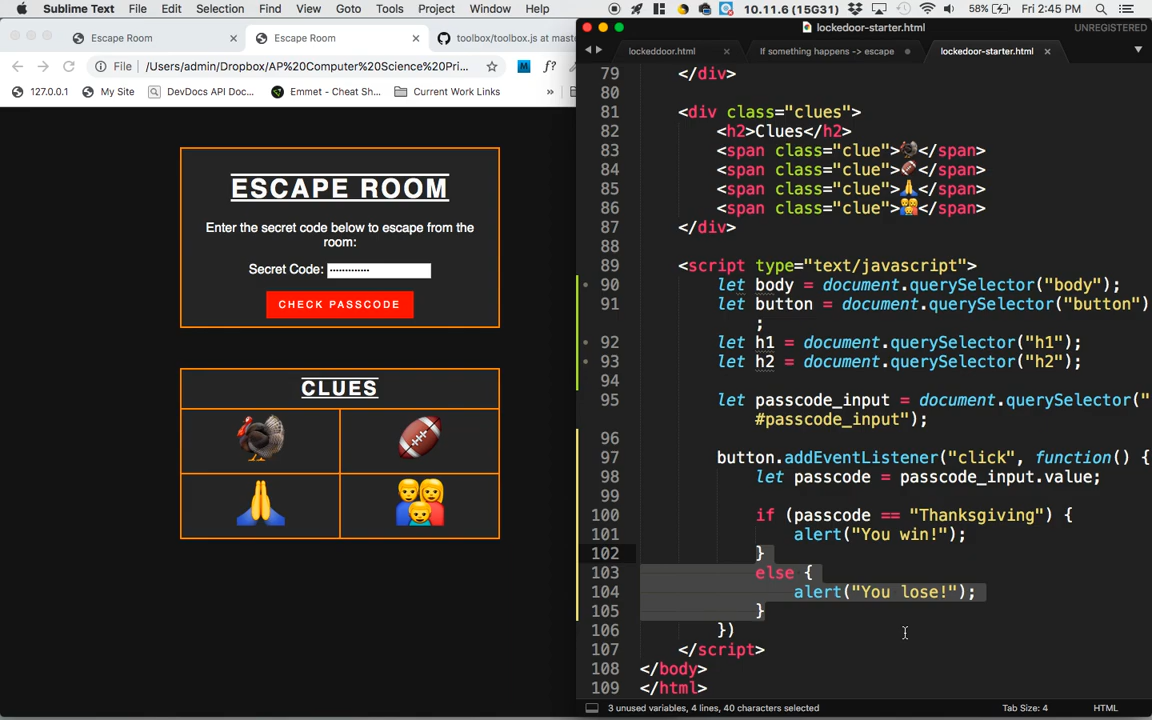 Sublime Text File Edit Selection Find View Goto Tools Project Window Help 10.11.6 (15G31) 58% Fri 2:45 PM
Escape Room × Escape Room × toolbox/toolbox.js at mast
File /Users/admin/Dropbox/AP%20Computer%20Science%20Pri... M f?
127.0.0.1 My Site DevDocs API Doc... Emmet - Cheat Sh... Current Work Links »
ESCAPE ROOM
Enter the secret code below to escape from the
room:
Secret Code: •••••••••••••
CHECK PASSCODE
CLUES
lockedoor-starter.html UNREGISTERED
lockeddoor.html × If something happens -> escape lockedoor-starter.html ×
79 </div>
80
81 <div class="clues">
82 <h2>Clues</h2>
83 <span class="clue">🦃</span>
84 <span class="clue">🏈</span>
85 <span class="clue">🙏</span>
86 <span class="clue">👪</span>
87 </div>
88
89 <script type="text/javascript">
90 let body = document.querySelector("body");
91 let button = document.querySelector("button")
;
92 let h1 = document.querySelector("h1");
93 let h2 = document.querySelector("h2");
94
95 let passcode_input = document.querySelector("
#passcode_input");
96
97 button.addEventListener("click", function() {
98 let passcode = passcode_input.value;
99
100 if (passcode == "Thanksgiving") {
101 alert("You win!");
102 }
103 else {
104 alert("You lose!");
105 }
106 })
107 </script>
108 </body>
109 </html>
3 unused variables, 4 lines, 40 characters selected Tab Size: 4 HTML